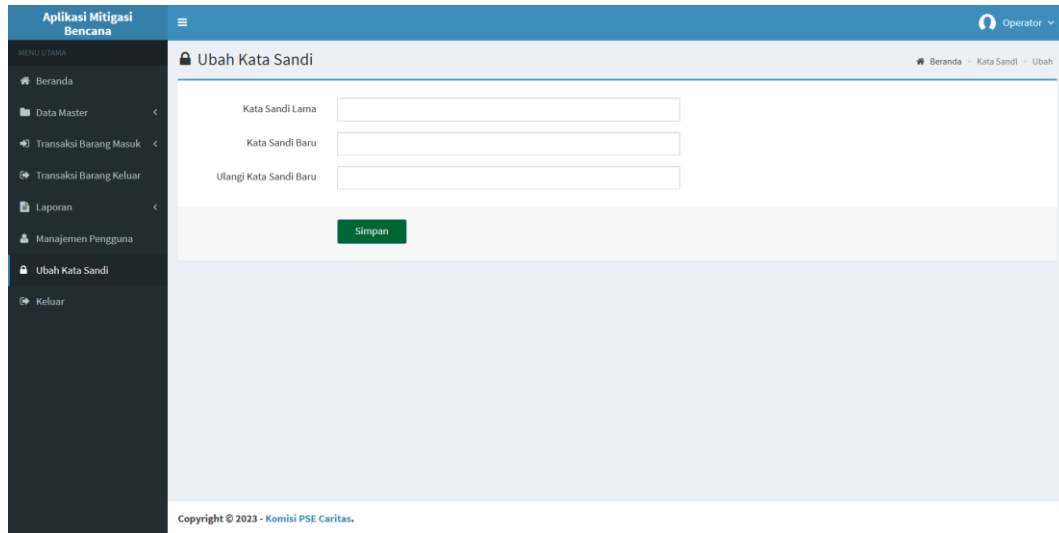 Aplikasi Mitigasi
Bencana
Operator
MENU UTAMA
Beranda
Data Master
Transaksi Barang Masuk
Transaksi Barang Keluar
Laporan
Manajemen Pengguna
Ubah Kata Sandi
Keluar
Ubah Kata Sandi
Beranda > Kata Sandi > Ubah
Kata Sandi Lama
Kata Sandi Baru
Ulangi Kata Sandi Baru
Simpan
Copyright © 2023 - Komisi PSE Caritas.